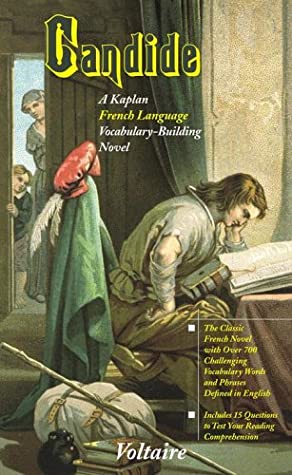 Candide
A Kaplan
French Language
Vocabulary-Building
Novel
The Classic
French Novel
with Over 700
Challenging
Vocabulary Words
and Phrases
Defined in English
Includes 15 Questions
to Test Your Reading
Comprehension
Voltaire